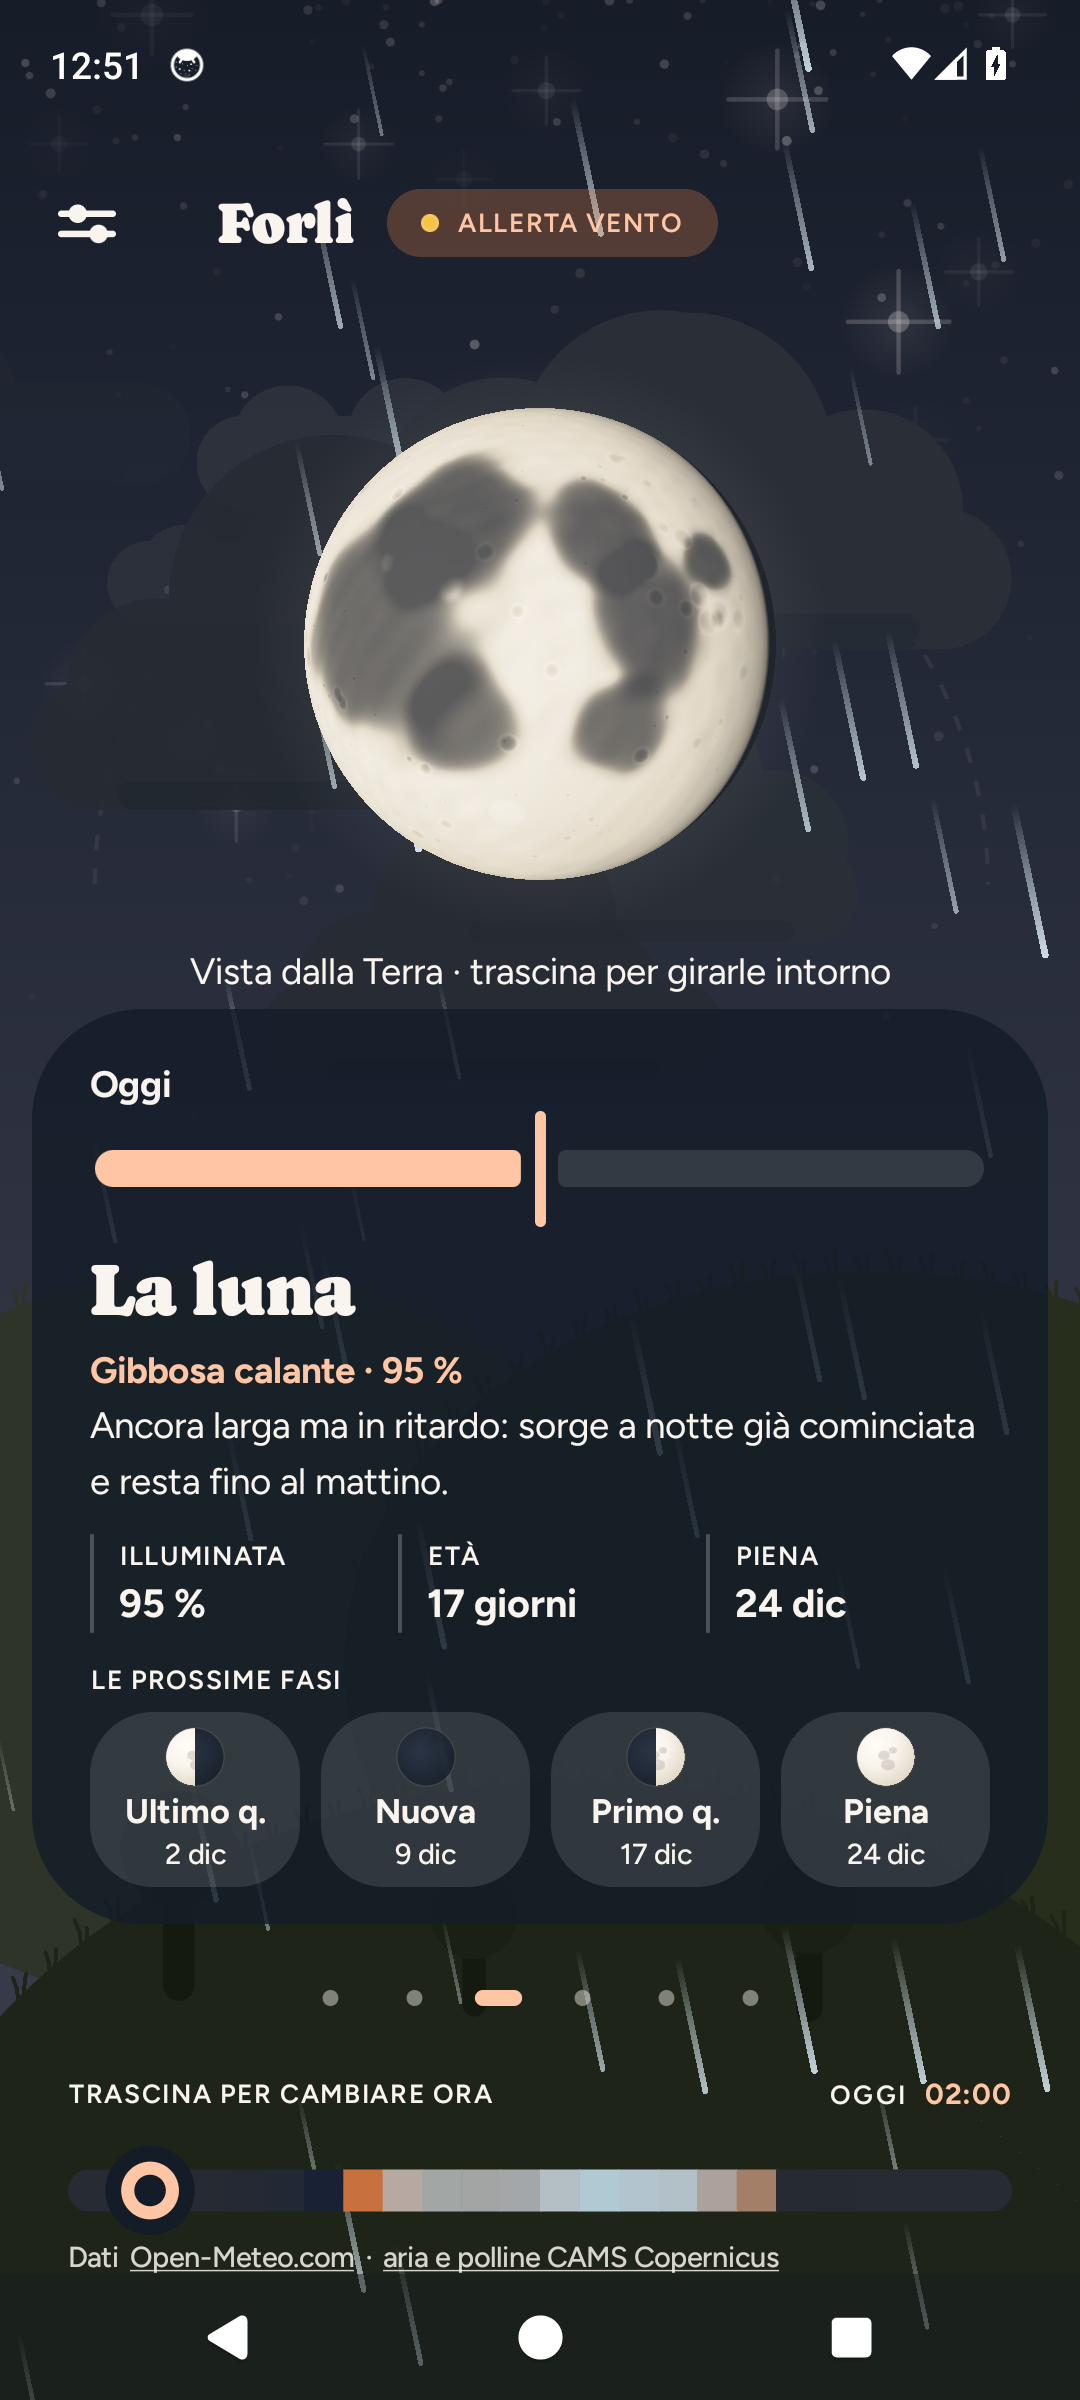 12:51
Forlì
ALLERTA VENTO
Vista dalla Terra · trascina per girarle intorno
Oggi
La luna
Gibbosa calante · 95 %
Ancora larga ma in ritardo: sorge a notte già cominciata
e resta fino al mattino.
ILLUMINATA
95 %
ETÀ
17 giorni
PIENA
24 dic
LE PROSSIME FASI
Ultimo q.
2 dic
Nuova
9 dic
Primo q.
17 dic
Piena
24 dic
TRASCINA PER CAMBIARE ORA
OGGI 02:00
Dati Open-Meteo.com · aria e polline CAMS Copernicus